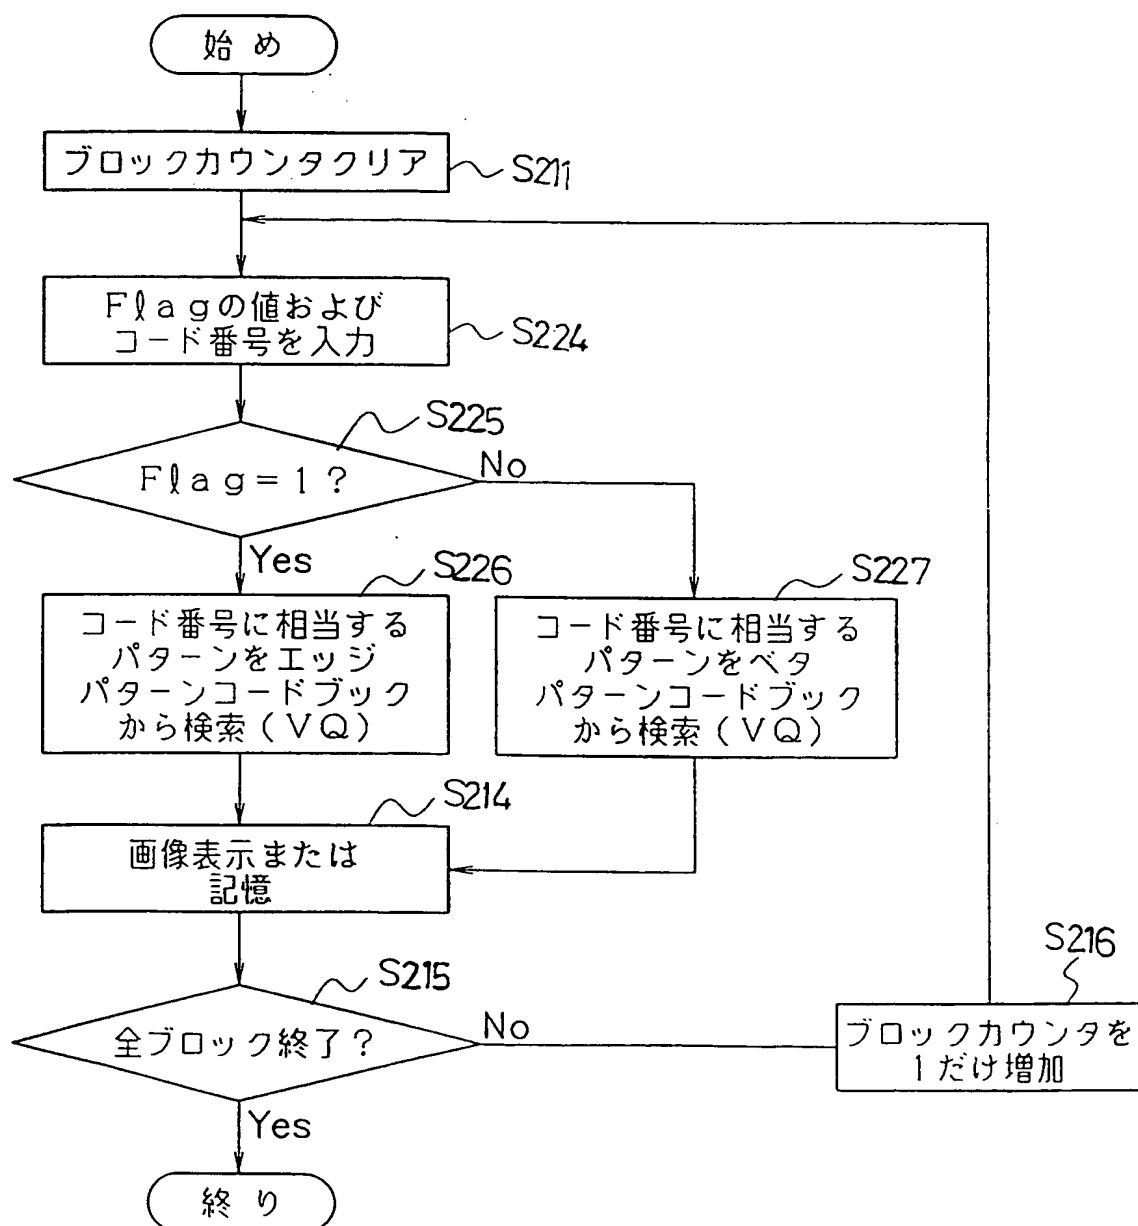 始め
ブロックカウンタクリア
S211
Flagの値および
コード番号を入力
S224
S225
Flag=1?
No
Yes
S226
コード番号に相当する
パターンをエッジ
パターンコードブック
から検索(VQ)
S227
コード番号に相当する
パターンをベタ
パターンコードブック
から検索(VQ)
S214
画像表示または
記憶
S215
全ブロック終了?
No
S216
ブロックカウンタを
1だけ増加
Yes
終り